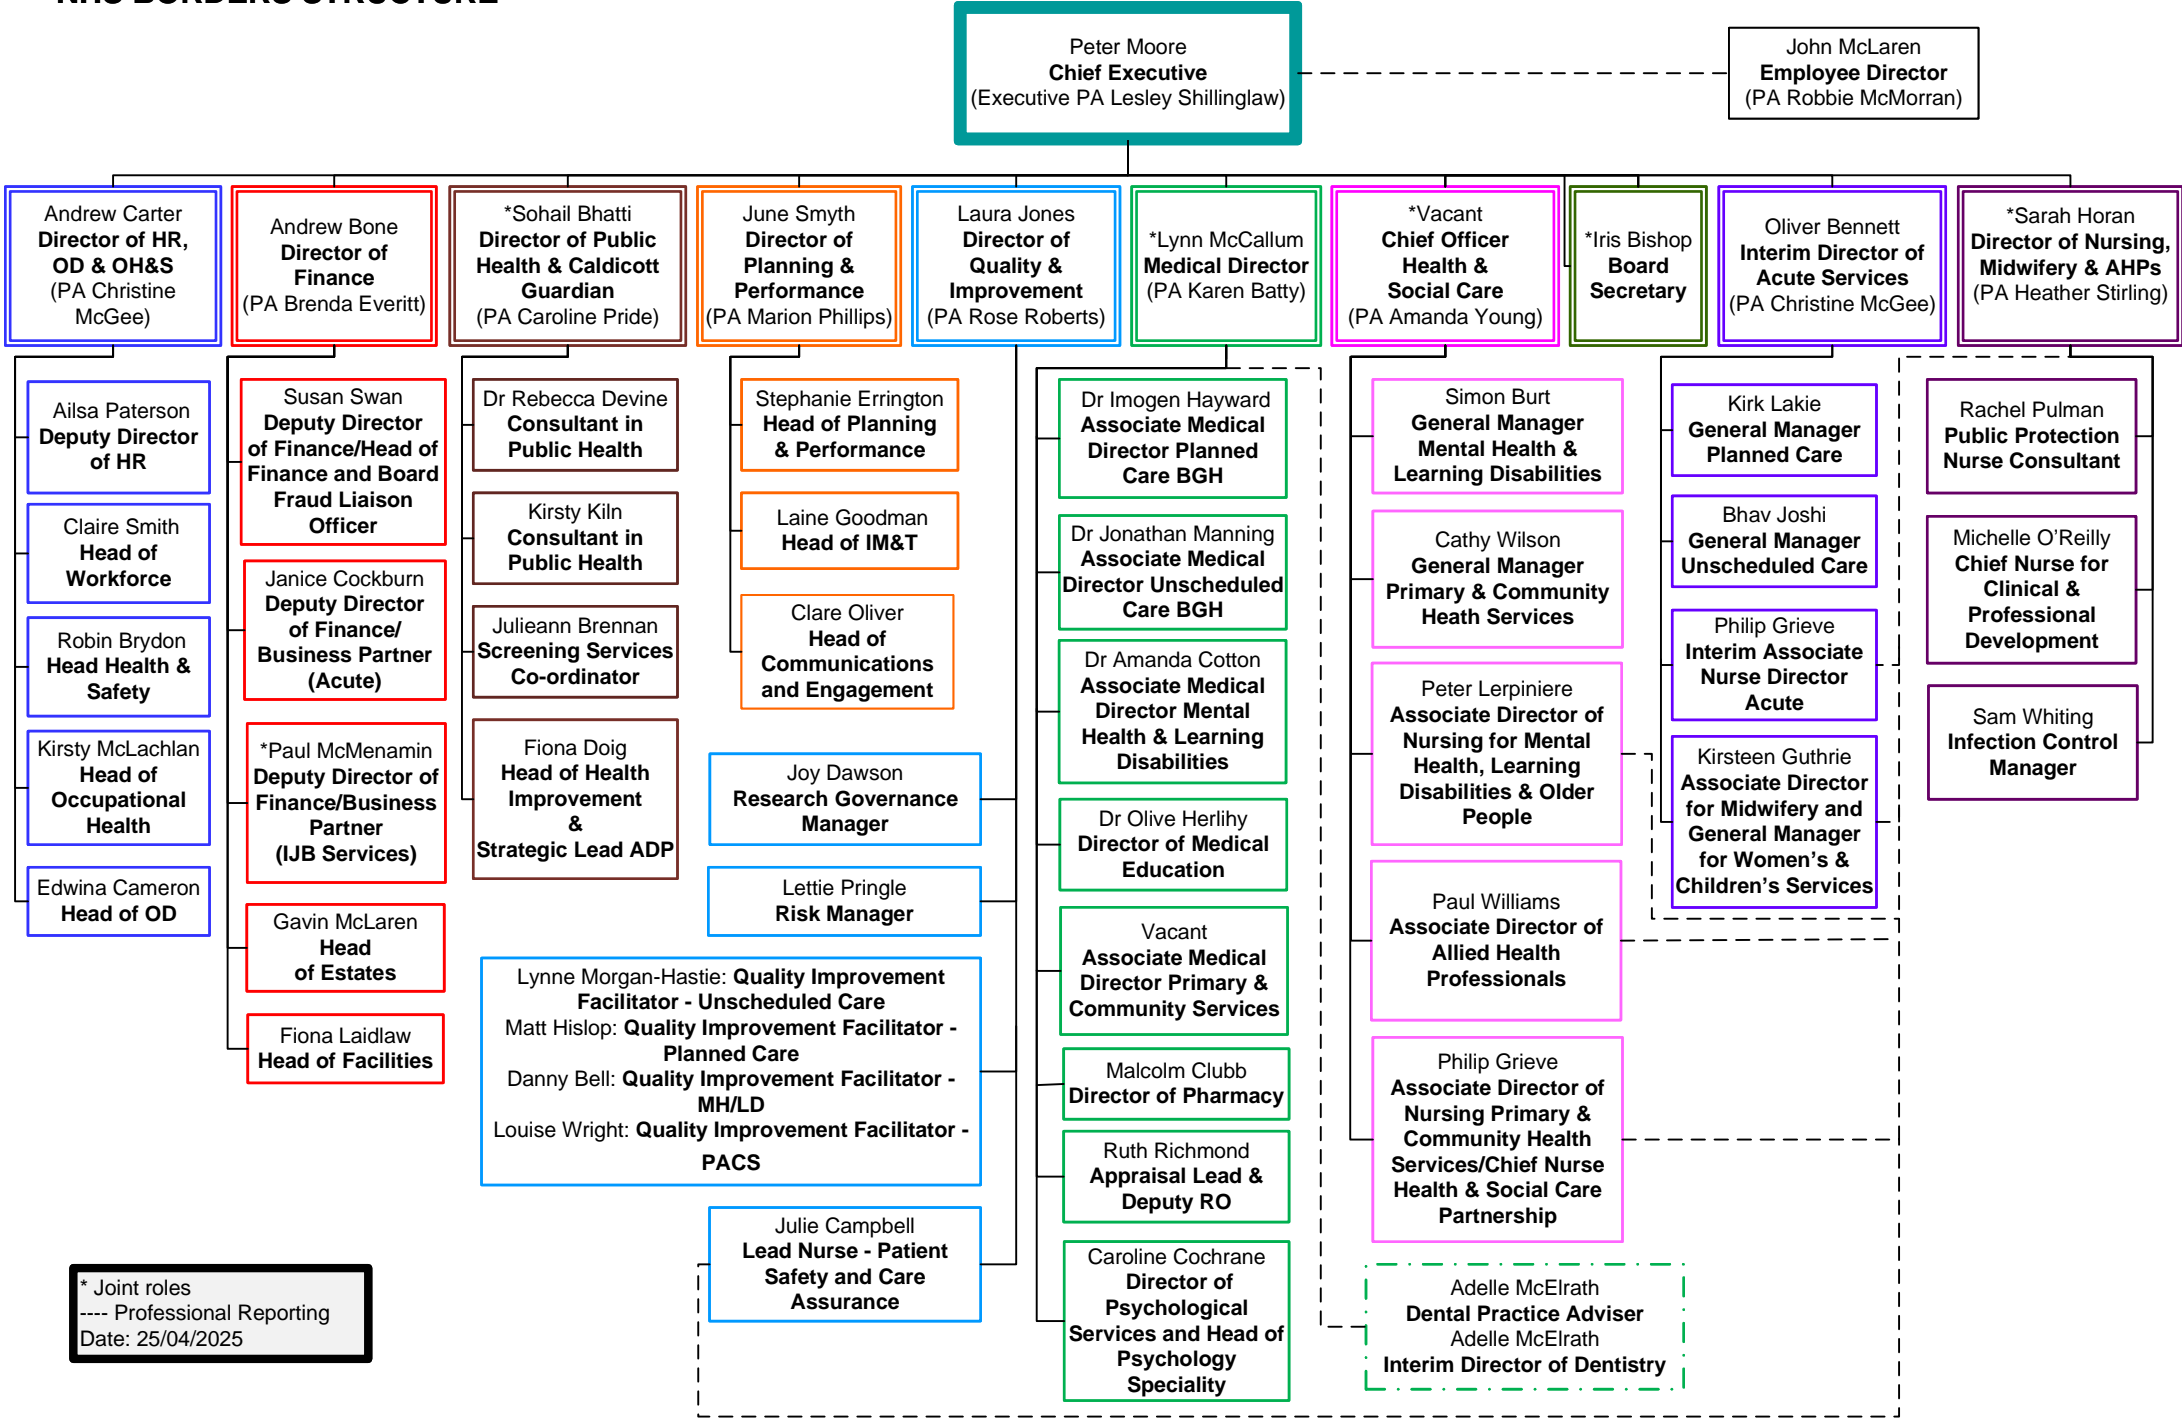 NHS BORDERS STRUCTURE
Peter Moore
Chief Executive
(Executive PA Lesley Shillinglaw)
John McLaren
Employee Director
(PA Robbie McMorran)
Andrew Carter
Director of HR,
OD & OH&S
(PA Christine
McGee)
Andrew Bone
Director of
Finance
(PA Brenda Everitt)
*Sohail Bhatti
Director of Public
Health & Caldicott
Guardian
(PA Caroline Pride)
June Smyth
Director of
Planning &
Performance
(PA Marion Phillips)
Laura Jones
Director of
Quality &
Improvement
(PA Rose Roberts)
*Lynn McCallum
Medical Director
(PA Karen Batty)
*Vacant
Chief Officer
Health &
Social Care
(PA Amanda Young)
*Iris Bishop
Board
Secretary
Oliver Bennett
Interim Director of
Acute Services
(PA Christine McGee)
*Sarah Horan
Director of Nursing,
Midwifery & AHPs
(PA Heather Stirling)
Ailsa Paterson
Deputy Director
of HR
Claire Smith
Head of
Workforce
Robin Brydon
Head Health &
Safety
Kirsty McLachlan
Head of
Occupational
Health
Edwina Cameron
Head of OD
Susan Swan
Deputy Director
of Finance/Head of
Finance and Board
Fraud Liaison
Officer
Janice Cockburn
Deputy Director
of Finance/
Business Partner
(Acute)
*Paul McMenamin
Deputy Director of
Finance/Business
Partner
(IJB Services)
Gavin McLaren
Head
of Estates
Fiona Laidlaw
Head of Facilities
Dr Rebecca Devine
Consultant in
Public Health
Kirsty Kiln
Consultant in
Public Health
Julieann Brennan
Screening Services
Co-ordinator
Fiona Doig
Head of Health
Improvement
&
Strategic Lead ADP
Stephanie Errington
Head of Planning
& Performance
Laine Goodman
Head of IM&T
Clare Oliver
Head of
Communications
and Engagement
Joy Dawson
Research Governance
Manager
Lettie Pringle
Risk Manager
Lynne Morgan-Hastie: Quality Improvement
Facilitator - Unscheduled Care
Matt Hislop: Quality Improvement Facilitator -
Planned Care
Danny Bell: Quality Improvement Facilitator -
MH/LD
Louise Wright: Quality Improvement Facilitator -
PACS
Julie Campbell
Lead Nurse - Patient
Safety and Care
Assurance
Dr Imogen Hayward
Associate Medical
Director Planned
Care BGH
Dr Jonathan Manning
Associate Medical
Director Unscheduled
Care BGH
Dr Amanda Cotton
Associate Medical
Director Mental
Health & Learning
Disabilities
Dr Olive Herlihy
Director of Medical
Education
Vacant
Associate Medical
Director Primary &
Community Services
Malcolm Clubb
Director of Pharmacy
Ruth Richmond
Appraisal Lead &
Deputy RO
Caroline Cochrane
Director of
Psychological
Services and Head of
Psychology
Speciality
Simon Burt
General Manager
Mental Health &
Learning Disabilities
Cathy Wilson
General Manager
Primary & Community
Heath Services
Peter Lerpiniere
Associate Director of
Nursing for Mental
Health, Learning
Disabilities & Older
People
Paul Williams
Associate Director of
Allied Health
Professionals
Philip Grieve
Associate Director of
Nursing Primary &
Community Health
Services/Chief Nurse
Health & Social Care
Partnership
Adelle McElrath
Dental Practice Adviser
Adelle McElrath
Interim Director of Dentistry
Kirk Lakie
General Manager
Planned Care
Bhav Joshi
General Manager
Unscheduled Care
Philip Grieve
Interim Associate
Nurse Director
Acute
Kirsteen Guthrie
Associate Director
for Midwifery and
General Manager
for Women’s &
Children’s Services
Rachel Pulman
Public Protection
Nurse Consultant
Michelle O’Reilly
Chief Nurse for
Clinical &
Professional
Development
Sam Whiting
Infection Control
Manager
* Joint roles
---- Professional Reporting
Date: 25/04/2025